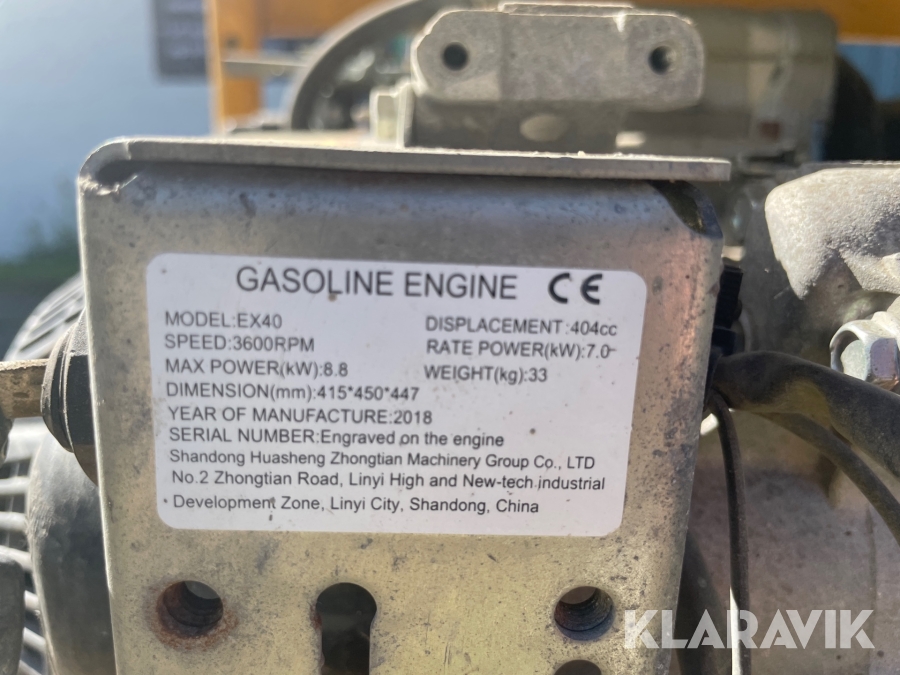 GASOLINE ENGINE CE
MODEL:EX40 DISPLACEMENT:404cc
SPEED:3600RPM RATE POWER(kW):7.0
MAX POWER(kW):8.8 WEIGHT(kg):33
DIMENSION(mm):415*450*447
YEAR OF MANUFACTURE:2018
SERIAL NUMBER:Engraved on the engine
Shandong Huasheng Zhongtian Machinery Group Co., LTD
No.2 Zhongtian Road, Linyi High and New-tech industrial
Development Zone, Linyi City, Shandong, China
KLARAVIK